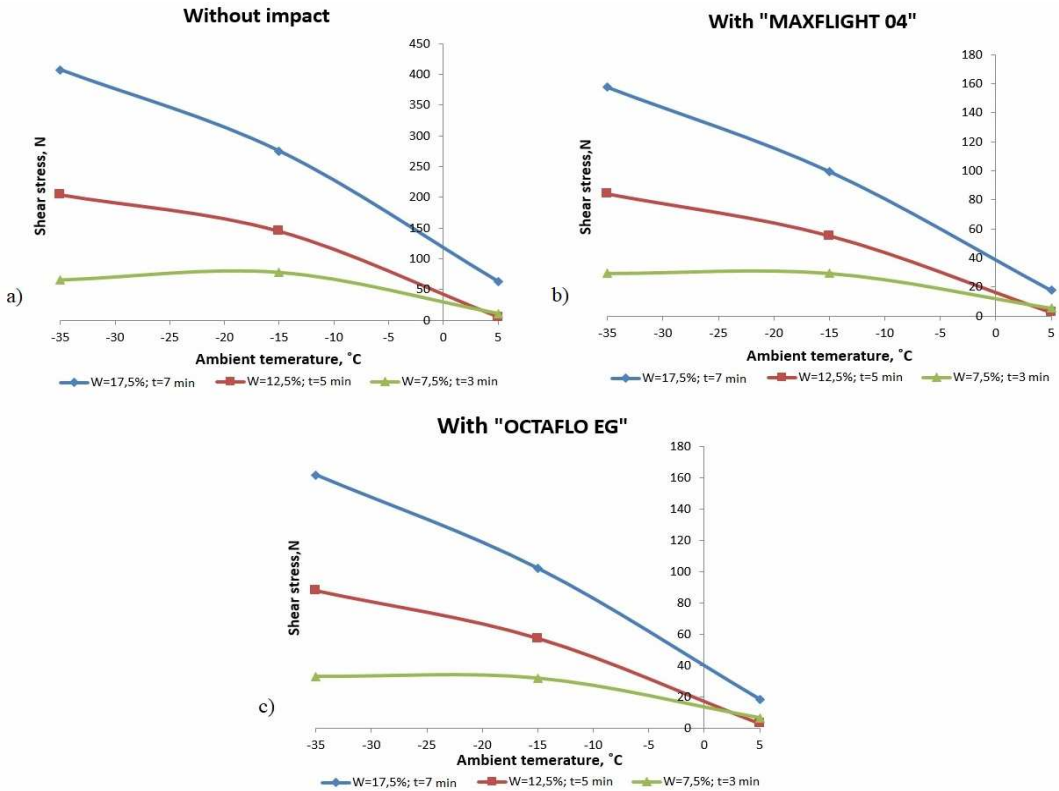 Without impact
450
400
350
300
250
200
150
100
50
0
Shear stress, N
-35 -30 -25 -20 -15 -10 -5 0 5
Ambient temerature, ˚C
W=17,5%; t=7 min W=12,5%; t=5 min W=7,5%; t=3 min
a)
With "MAXFLIGHT 04"
180
160
140
120
100
80
60
40
20
0
Shear stress,N
-35 -30 -25 -20 -15 -10 -5 0 5
Ambient temerature, ˚C
W=17,5%; t=7 min W=12,5%; t=5 min W=7,5%; t=3 min
b)
With "OCTAFLO EG"
180
160
140
120
100
80
60
40
20
0
Shear stress,N
-35 -30 -25 -20 -15 -10 -5 0 5
Ambient temerature, ˚C
W=17,5%; t=7 min W=12,5%; t=5 min W=7,5%; t=3 min
c)